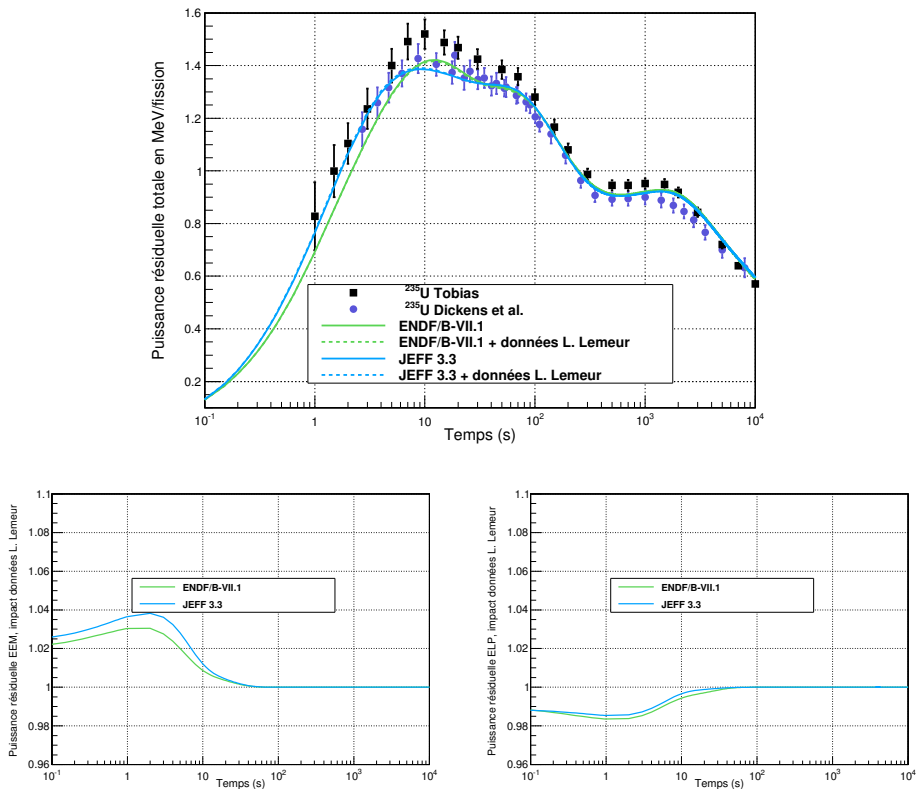 Puissance résiduelle totale en MeV/fission
1.6
1.4
1.2
1
0.8
0.6
0.4
0.2
²³⁵U Tobias
²³⁵U Dickens et al.
ENDF/B-VII.1
ENDF/B-VII.1 + données L. Lemeur
JEFF 3.3
JEFF 3.3 + données L. Lemeur
10⁻¹ 1 10 10² 10³ 10⁴
Temps (s)
Puissance résiduelle EEM, impact données L. Lemeur
1.1
1.08
1.06
1.04
1.02
1
0.98
0.96
ENDF/B-VII.1
JEFF 3.3
10⁻¹ 1 10 10² 10³ 10⁴
Temps (s)
Puissance résiduelle ELP, impact données L. Lemeur
1.1
1.08
1.06
1.04
1.02
1
0.98
0.96
ENDF/B-VII.1
JEFF 3.3
10⁻¹ 1 10 10² 10³ 10⁴
Temps (s)